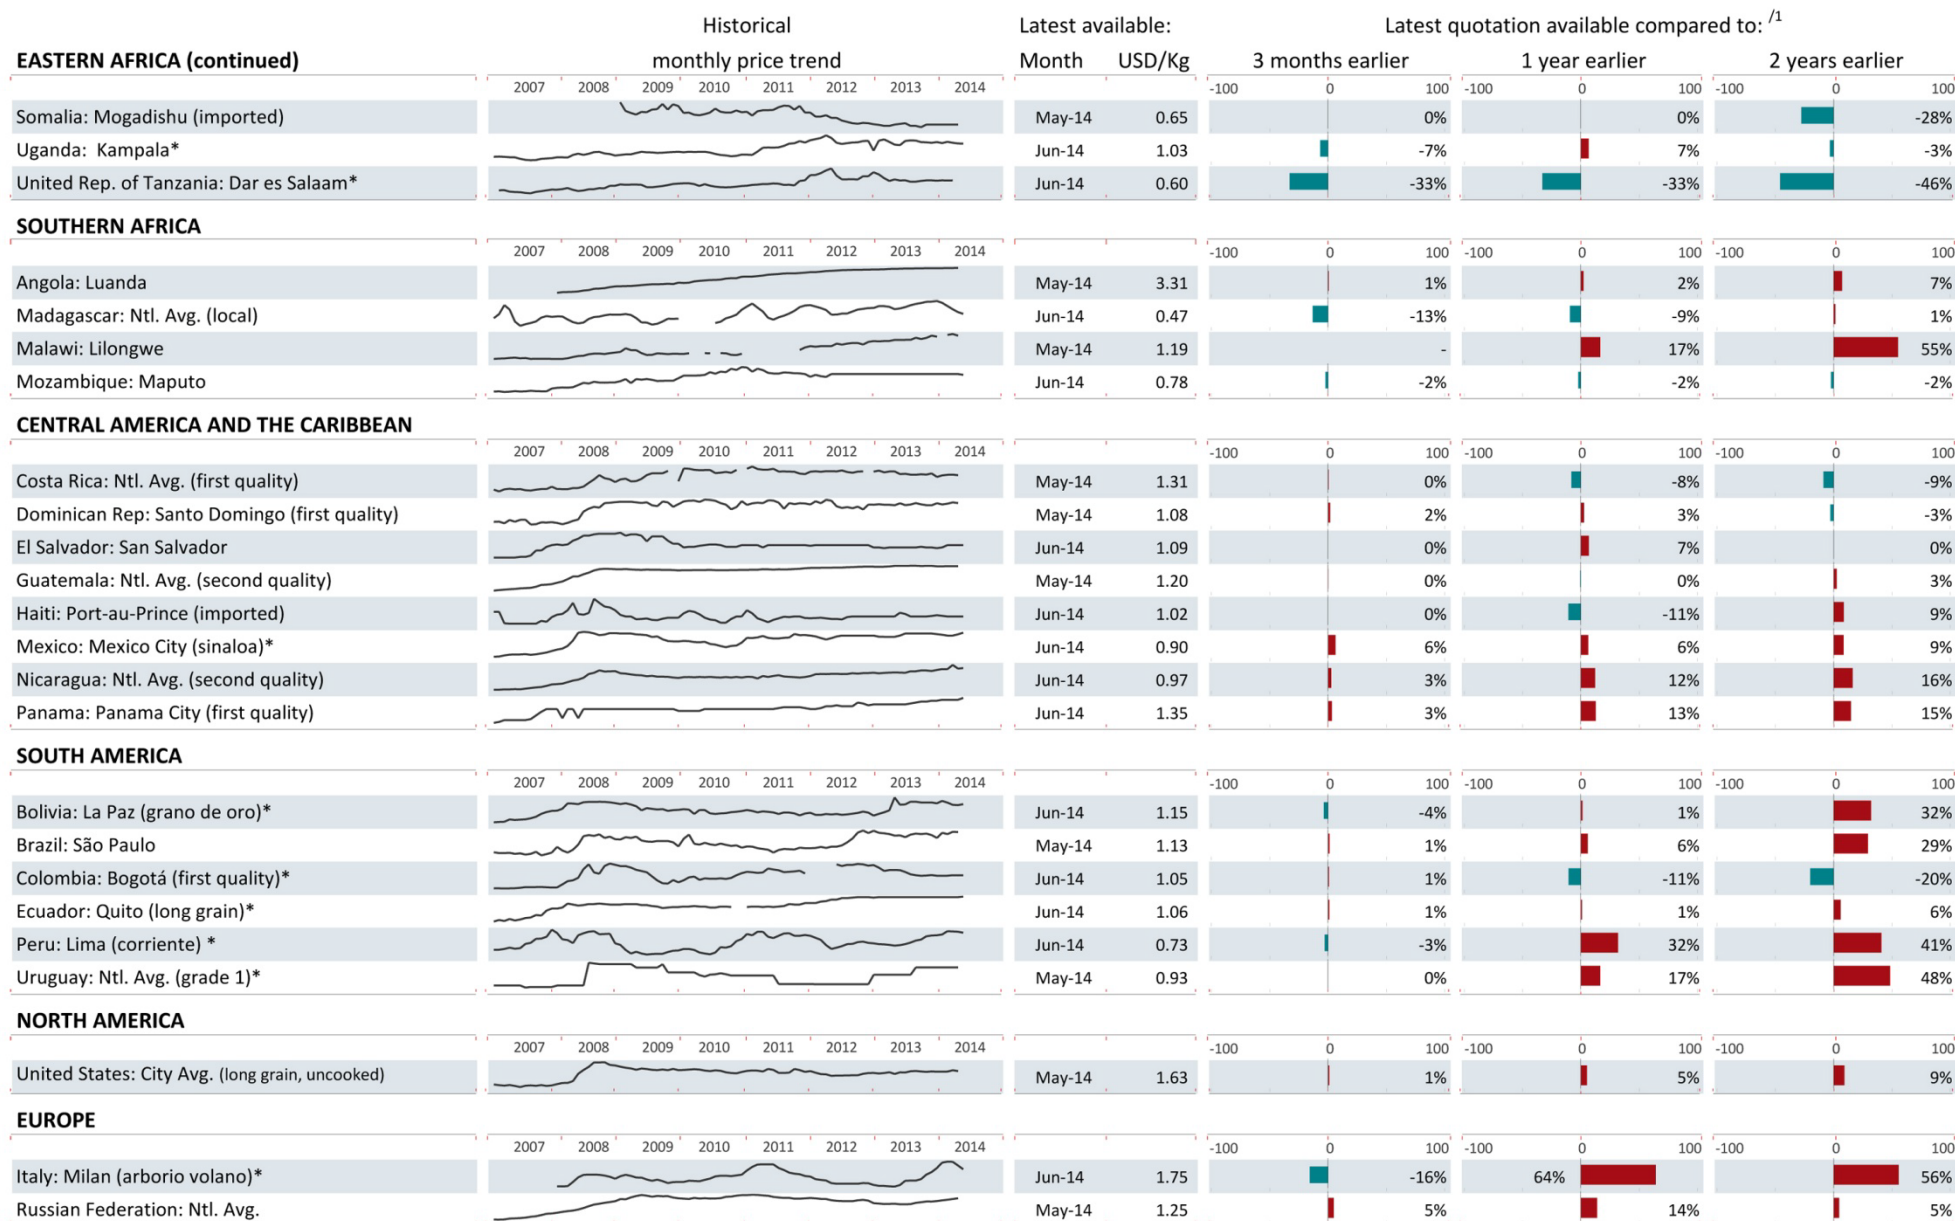 Historical Latest available: Latest quotation available compared to: /1
EASTERN AFRICA (continued) monthly price trend Month USD/Kg 3 months earlier 1 year earlier 2 years earlier
2007 2008 2009 2010 2011 2012 2013 2014 -100 0 100 -100 0 100 -100 0 100
Somalia: Mogadishu (imported) May-14 0.65 0% 0% -28%
Uganda: Kampala* Jun-14 1.03 -7% 7% -3%
United Rep. of Tanzania: Dar es Salaam* Jun-14 0.60 -33% -33% -46%
SOUTHERN AFRICA
2007 2008 2009 2010 2011 2012 2013 2014 -100 0 100 -100 0 100 -100 0 100
Angola: Luanda May-14 3.31 1% 2% 7%
Madagascar: Ntl. Avg. (local) Jun-14 0.47 -13% -9% 1%
Malawi: Lilongwe May-14 1.19 - 17% 55%
Mozambique: Maputo Jun-14 0.78 -2% -2% -2%
CENTRAL AMERICA AND THE CARIBBEAN
2007 2008 2009 2010 2011 2012 2013 2014 -100 0 100 -100 0 100 -100 0 100
Costa Rica: Ntl. Avg. (first quality) May-14 1.31 0% -8% -9%
Dominican Rep: Santo Domingo (first quality) May-14 1.08 2% 3% -3%
El Salvador: San Salvador Jun-14 1.09 0% 7% 0%
Guatemala: Ntl. Avg. (second quality) May-14 1.20 0% 0% 3%
Haiti: Port-au-Prince (imported) Jun-14 1.02 0% -11% 9%
Mexico: Mexico City (sinaloa)* Jun-14 0.90 6% 6% 9%
Nicaragua: Ntl. Avg. (second quality) Jun-14 0.97 3% 12% 16%
Panama: Panama City (first quality) Jun-14 1.35 3% 13% 15%
SOUTH AMERICA
2007 2008 2009 2010 2011 2012 2013 2014 -100 0 100 -100 0 100 -100 0 100
Bolivia: La Paz (grano de oro)* Jun-14 1.15 -4% 1% 32%
Brazil: São Paulo May-14 1.13 1% 6% 29%
Colombia: Bogotá (first quality)* Jun-14 1.05 1% -11% -20%
Ecuador: Quito (long grain)* Jun-14 1.06 1% 1% 6%
Peru: Lima (corriente) * Jun-14 0.73 -3% 32% 41%
Uruguay: Ntl. Avg. (grade 1)* May-14 0.93 0% 17% 48%
NORTH AMERICA
2007 2008 2009 2010 2011 2012 2013 2014 -100 0 100 -100 0 100 -100 0 100
United States: City Avg. (long grain, uncooked) May-14 1.63 1% 5% 9%
EUROPE
2007 2008 2009 2010 2011 2012 2013 2014 -100 0 100 -100 0 100 -100 0 100
Italy: Milan (arborio volano)* Jun-14 1.75 -16% 64% 56%
Russian Federation: Ntl. Avg. May-14 1.25 5% 14% 5%